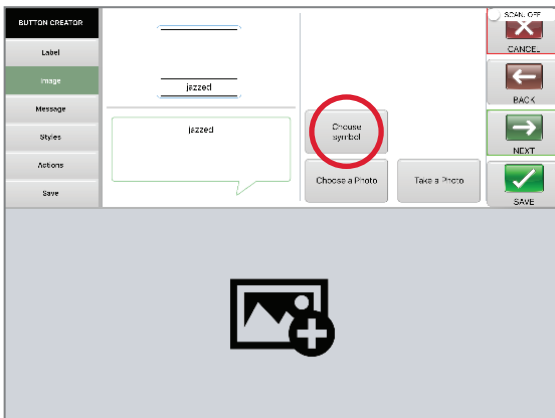 BUTTON CREATOR
Label
Image
Message
Styles
Actions
Save
jazzed
jazzed
Choose
symbol
Choose a Photo
Take a Photo
SCAN: OFF
CANCEL
BACK
NEXT
SAVE